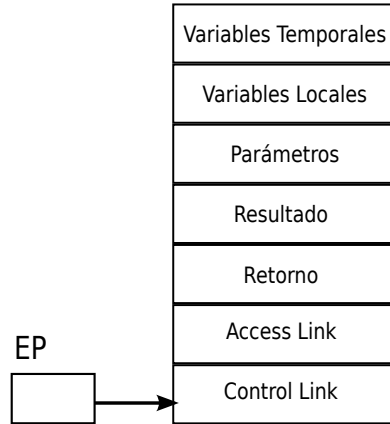 Variables Temporales
Variables Locales
Parámetros
Resultado
Retorno
Access Link
EP
Control Link